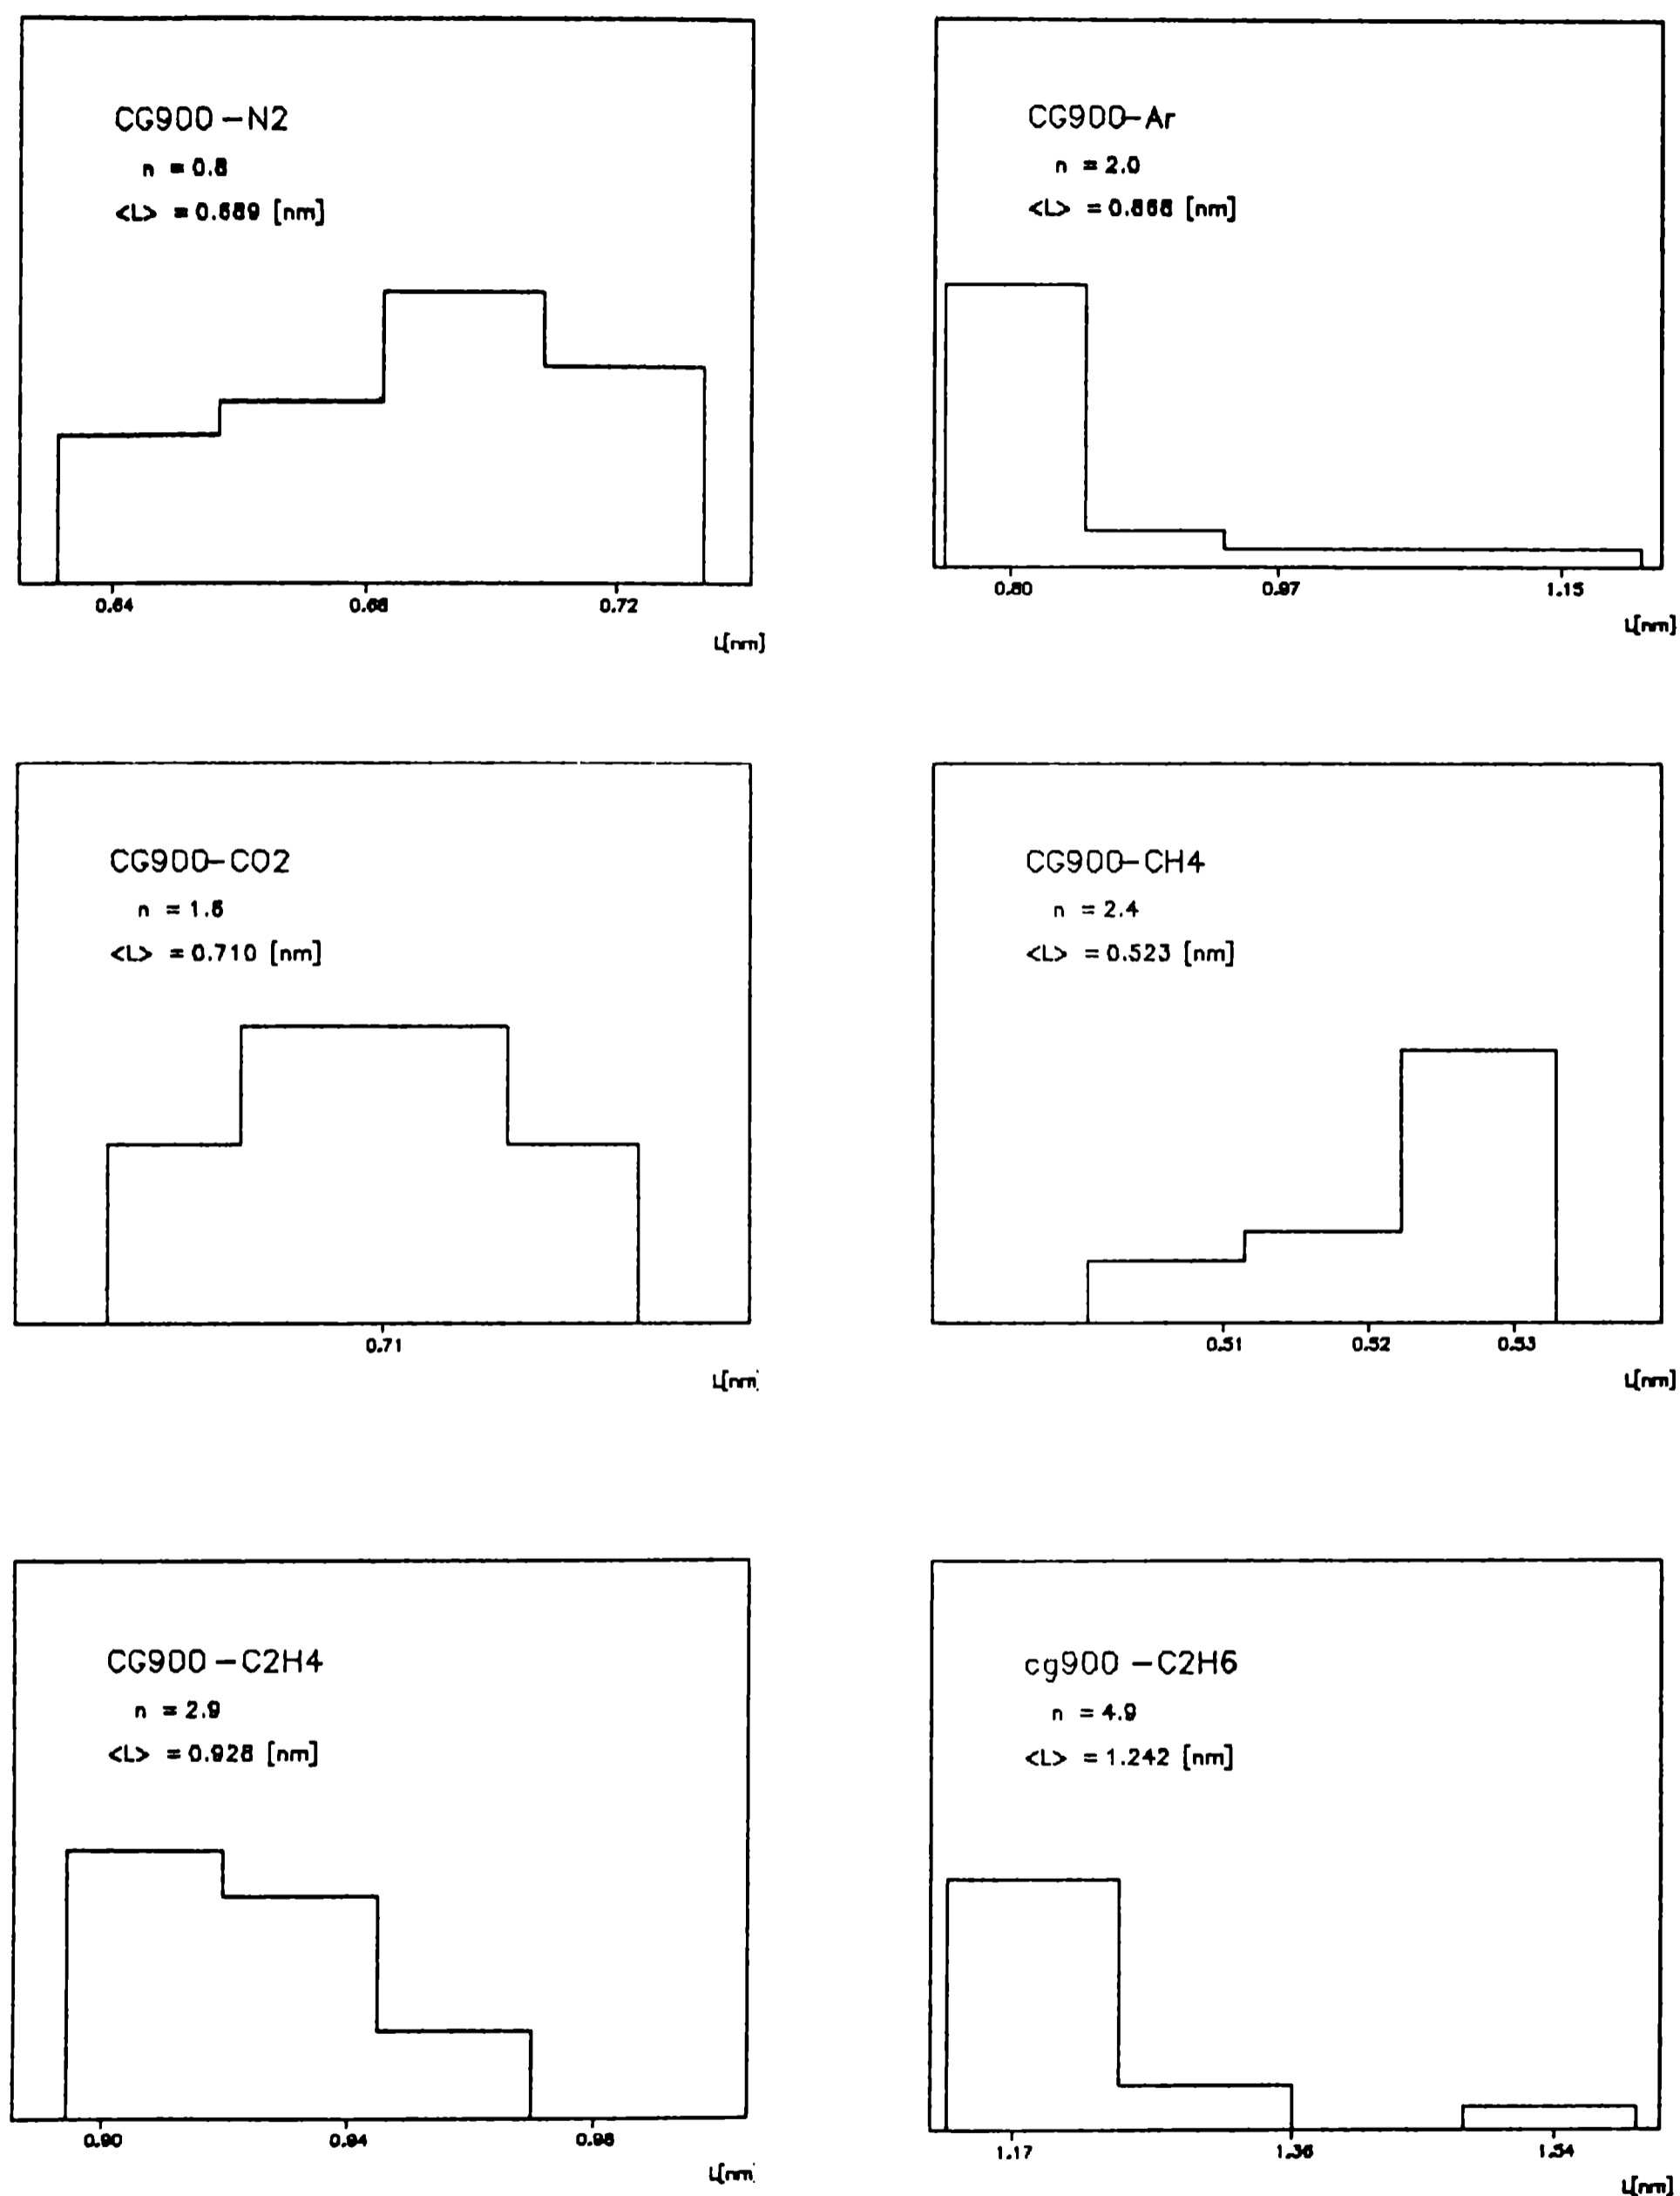 CG900-N2
n = 0.8
<L> = 0.689 [nm]
0.64 0.68 0.72
L[nm]
CG900-Ar
n = 2.0
<L> = 0.868 [nm]
0.80 0.97 1.15
L[nm]
CG900-CO2
n =
<L> = 0.710 [nm]
0.71
L[nm]
CG900-CH4
n = 2.4
<L> = 0.523 [nm]
0.51 0.52 0.53
L[nm]
CG900-C2H4
n = 2.9
<L> = 0.928 [nm]
0.90 0.94 0.98
L[nm]
cg900-C2H6
n = 4.9
<L> = 1.242 [nm]
1.17 1.36 1.54
L[nm]